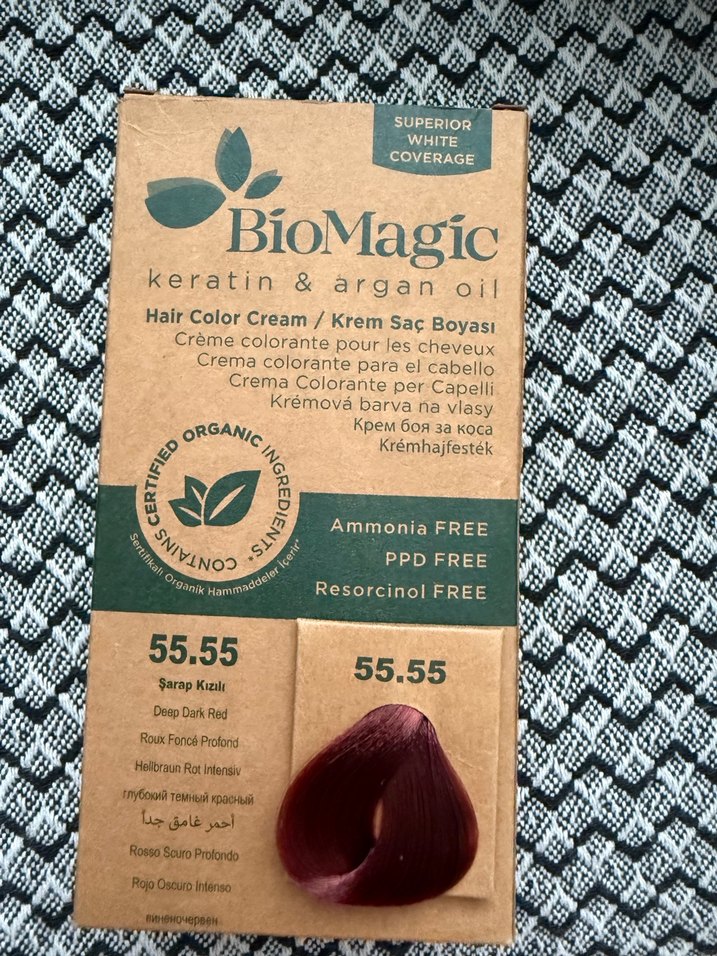 SUPERIOR
WHITE
COVERAGE
BioMagic
keratin & argan oil
Hair Color Cream / Krem Saç Boyası
Crème colorante pour les cheveux
Crema colorante para el cabello
Crema Colorante per Capelli
Krémová barva na vlasy
Крем боя за коса
Krémhajfesték
CONTAINS CERTIFIED ORGANIC INGREDIENTS*
Sertifikalı Organik Hammaddeler İçerir*
Ammonia FREE
PPD FREE
Resorcinol FREE
55.55
Şarap Kızılı
Deep Dark Red
Roux Foncé Profond
Hellbraun Rot Intensiv
глубокий темный красный
أحمر غامق جداً
Rosso Scuro Profondo
Rojo Oscuro Intenso
виненочервен
55.55